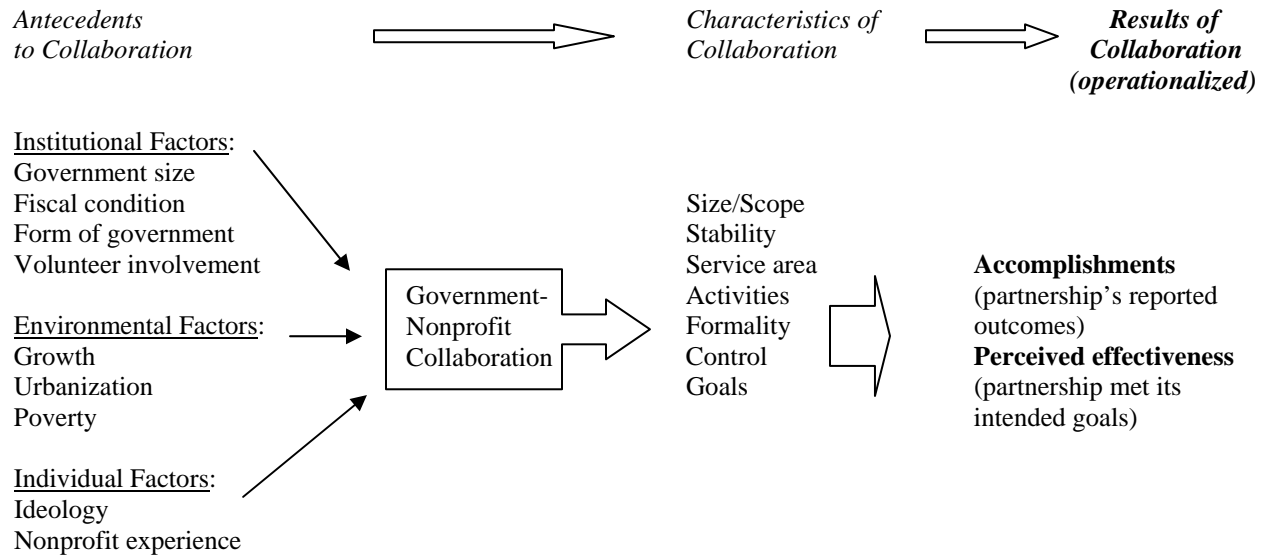 Antecedents
to Collaboration
Characteristics of
Collaboration
Results of
Collaboration
(operationalized)
Institutional Factors:
Government size
Fiscal condition
Form of government
Volunteer involvement
Environmental Factors:
Growth
Urbanization
Poverty
Individual Factors:
Ideology
Nonprofit experience
Government-
Nonprofit
Collaboration
Size/Scope
Stability
Service area
Activities
Formality
Control
Goals
Accomplishments
(partnership’s reported
outcomes)
Perceived effectiveness
(partnership met its
intended goals)